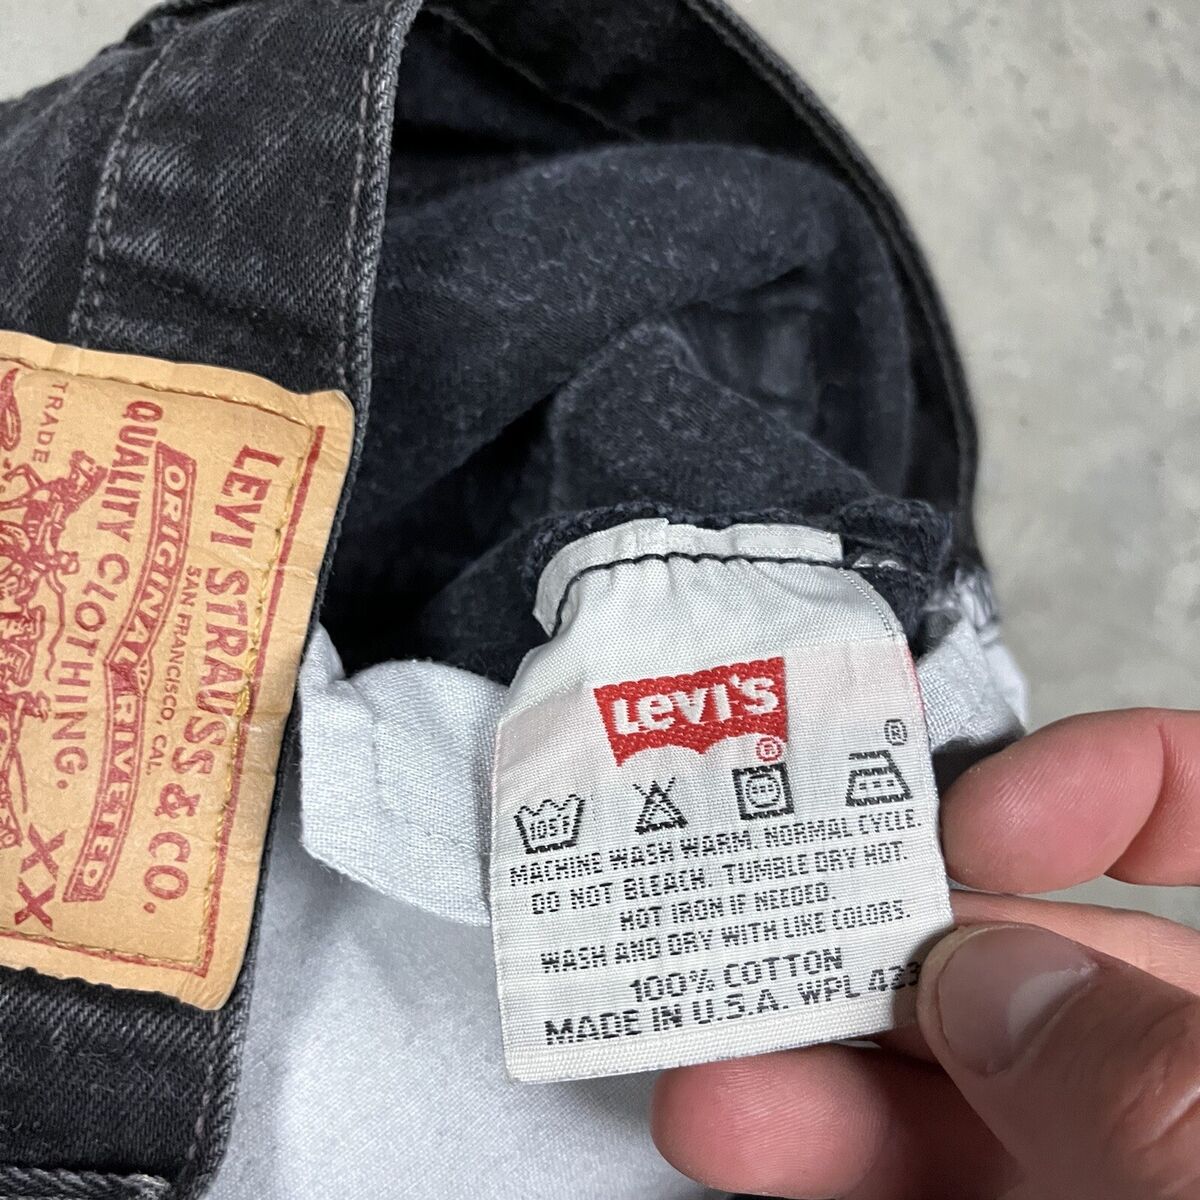 TRADE
LEVI STRAUSS & CO.
SAN FRANCISCO, CAL.
ORIGINAL RIVETED
QUALITY CLOTHING.
XX
LEVI'S
®
®
105°
MACHINE WASH WARM. NORMAL CYCLE.
DO NOT BLEACH. TUMBLE DRY HOT.
HOT IRON IF NEEDED.
WASH AND DRY WITH LIKE COLORS.
100% COTTON
MADE IN U.S.A. WPL 423